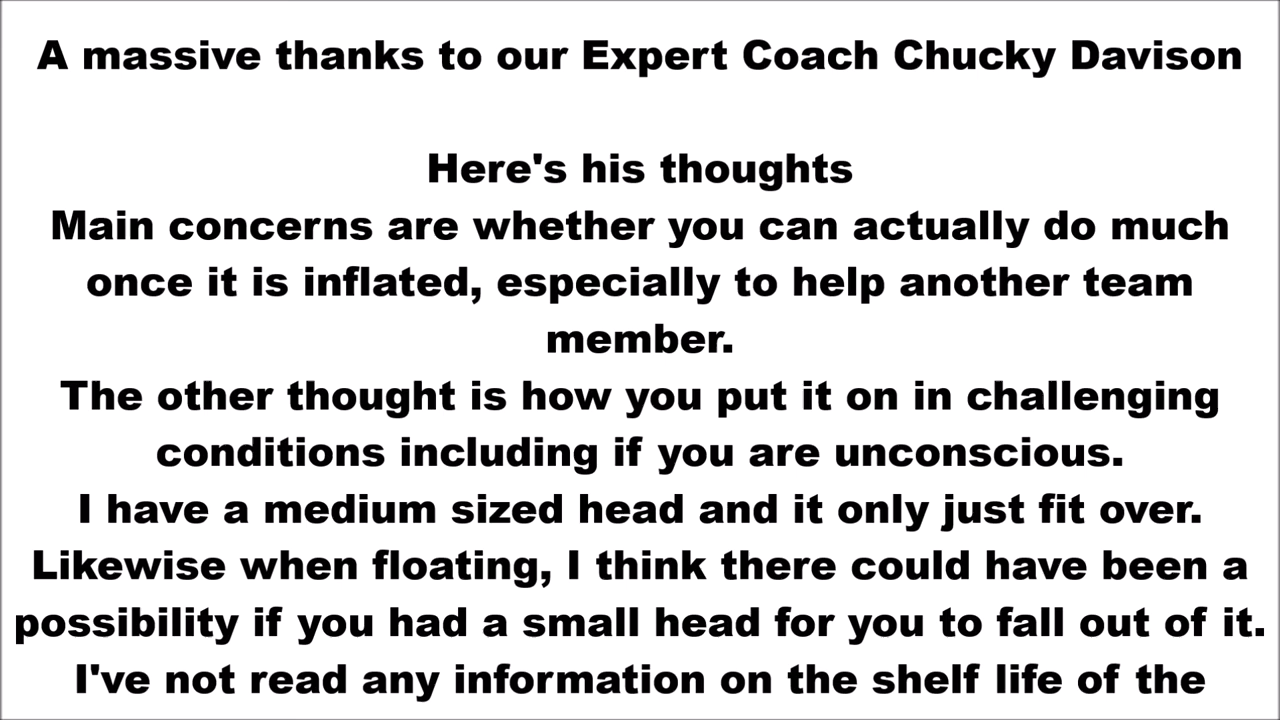 A massive thanks to our Expert Coach Chucky Davison
Here's his thoughts
Main concerns are whether you can actually do much
once it is inflated, especially to help another team
member.
The other thought is how you put it on in challenging
conditions including if you are unconscious.
I have a medium sized head and it only just fit over.
Likewise when floating, I think there could have been a
possibility if you had a small head for you to fall out of it.
I've not read any information on the shelf life of the